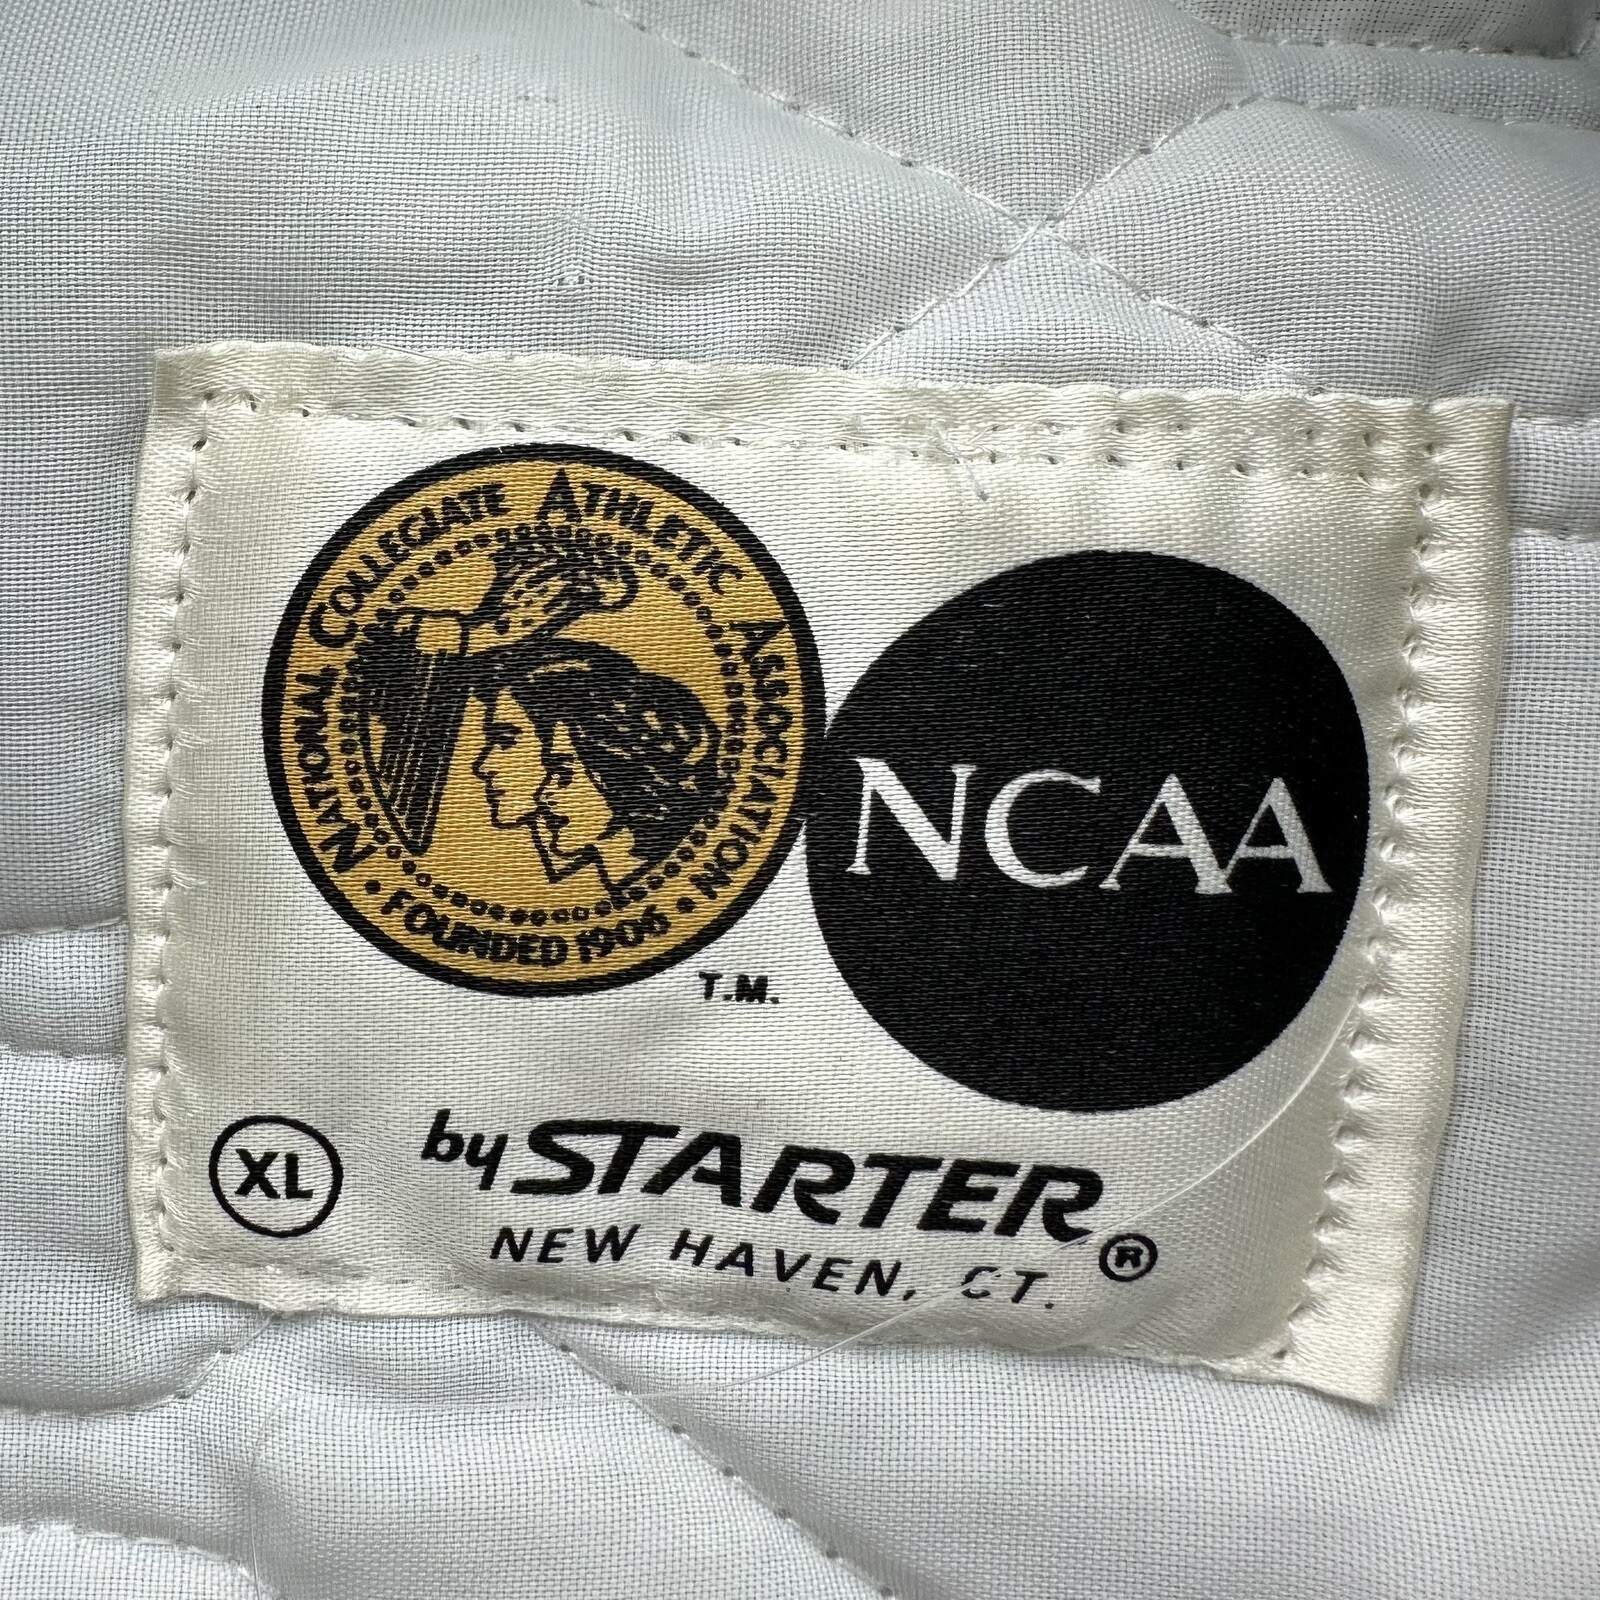 NATIONAL COLLEGIATE ATHLETIC ASSOCIATION
• FOUNDED 1906 •
T.M.
NCAA
XL
by STARTER®
NEW HAVEN, CT.